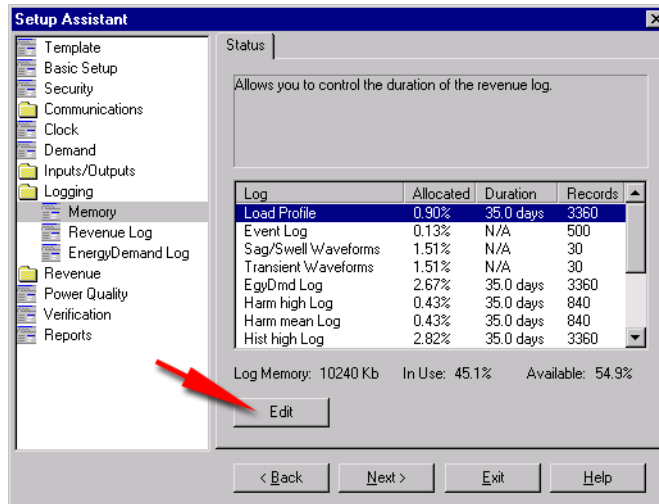 Setup Assistant
Template
Basic Setup
Security
Communications
Clock
Demand
Inputs/Outputs
Logging
Memory
Revenue Log
EnergyDemand Log
Revenue
Power Quality
Verification
Reports
Status
Allows you to control the duration of the revenue log.
Log Allocated Duration Records
Load Profile 0.90% 35.0 days 3360
Event Log 0.13% N/A 500
Sag/Swell Waveforms 1.51% N/A 30
Transient Waveforms 1.51% N/A 30
EgyDmd Log 2.67% 35.0 days 3360
Harm high Log 0.43% 35.0 days 840
Harm mean Log 0.43% 35.0 days 840
Hist high Log 2.82% 35.0 days 3360
Log Memory: 10240 Kb In Use: 45.1% Available: 54.9%
Edit
< Back Next > Exit Help